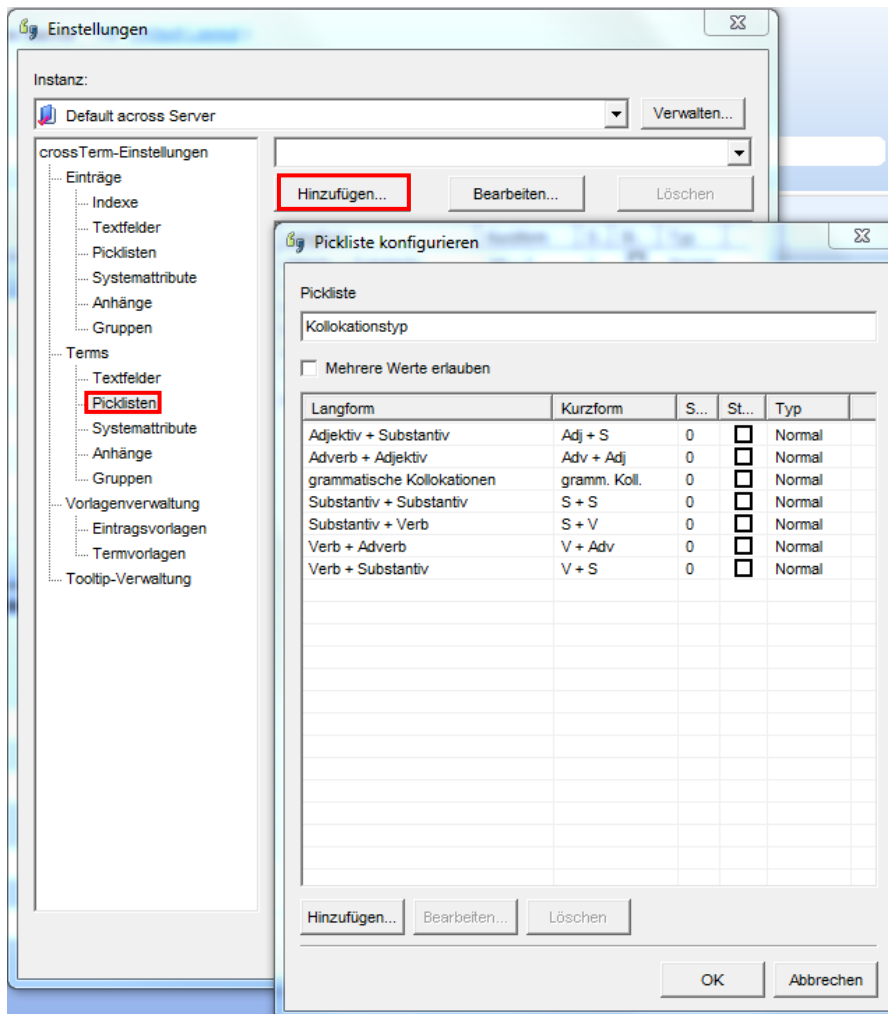 Einstellungen
Instanz:
Default across Server
Verwalten...
crossTerm-Einstellungen
Einträge
Indexe
Textfelder
Picklisten
Systemattribute
Anhänge
Gruppen
Terms
Textfelder
Picklisten
Systemattribute
Anhänge
Gruppen
Vorlagenverwaltung
Eintragsvorlagen
Termvorlagen
Tooltip-Verwaltung
Hinzufügen... Bearbeiten... Löschen
Pickliste konfigurieren
Pickliste
Kollokationstyp
Mehrere Werte erlauben
Langform Kurzform S... St... Typ
Adjektiv + Substantiv Adj + S 0 Normal
Adverb + Adjektiv Adv + Adj 0 Normal
grammatische Kollokationen gramm. Koll. 0 Normal
Substantiv + Substantiv S + S 0 Normal
Substantiv + Verb S + V 0 Normal
Verb + Adverb V + Adv 0 Normal
Verb + Substantiv V + S 0 Normal
Hinzufügen... Bearbeiten... Löschen
OK Abbrechen